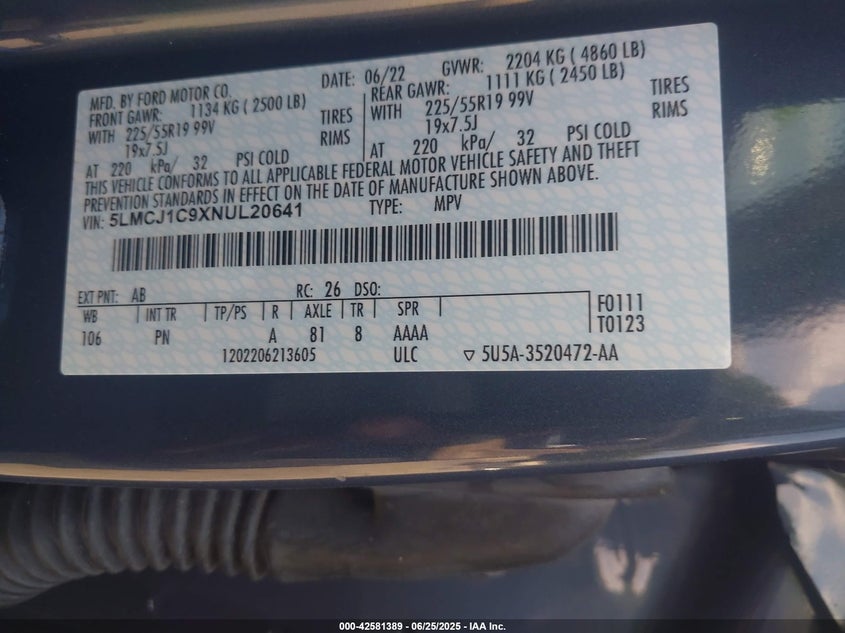 MFD. BY FORD MOTOR CO. DATE: 06/22 GVWR: 2204 KG ( 4860 LB)
FRONT GAWR: 1134 KG ( 2500 LB) REAR GAWR: 1111 KG ( 2450 LB)
WITH 225/55R19 99V TIRES WITH 225/55R19 99V TIRES
19x7.5J RIMS 19x7.5J RIMS
AT 220 kPa/ 32 PSI COLD AT 220 kPa/ 32 PSI COLD
THIS VEHICLE CONFORMS TO ALL APPLICABLE FEDERAL MOTOR VEHICLE SAFETY AND THEFT
PREVENTION STANDARDS IN EFFECT ON THE DATE OF MANUFACTURE SHOWN ABOVE.
VIN: 5LMCJ1C9XNUL20641 TYPE: MPV
EXT PNT: AB RC: 26 DSO:
WB INT TR TP/PS R AXLE TR SPR F0111
106 PN A 81 8 AAAA T0123
1202206213605 ULC ▽ 5U5A-3520472-AA
000-42581389 - 06/25/2025 - IAA Inc.